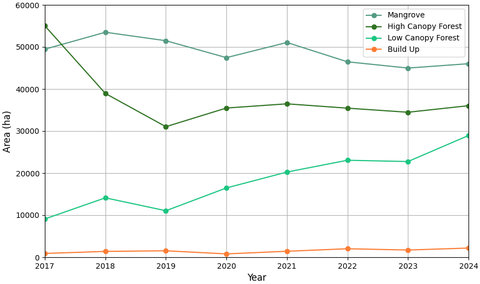 60000
50000
40000
30000
20000
10000
0
Area (ha)
Mangrove
High Canopy Forest
Low Canopy Forest
Build Up
2017 2018 2019 2020 2021 2022 2023 2024
Year